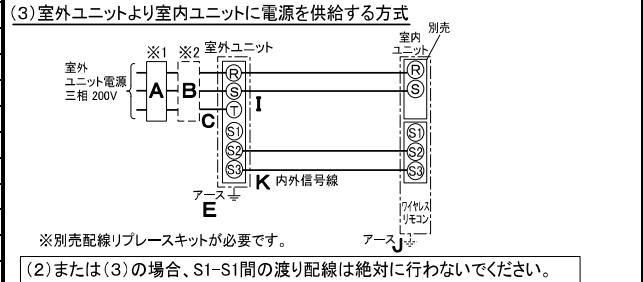 (3)室外ユニットより室内ユニットに電源を供給する方式
別売
※1 ※2 室外ユニット 室内
ユニット
室外
ユニット電源
三相 200V
A B
R
S
T
S1
S2
S3
C
I
R
S
S1
S2
S3
K 内外信号線
アース
E
ワイヤレス
リモコン
アース
J
※別売配線リプレースキットが必要です。
(2)または(3)の場合、S1-S1間の渡り配線は絶対に行わないでください。